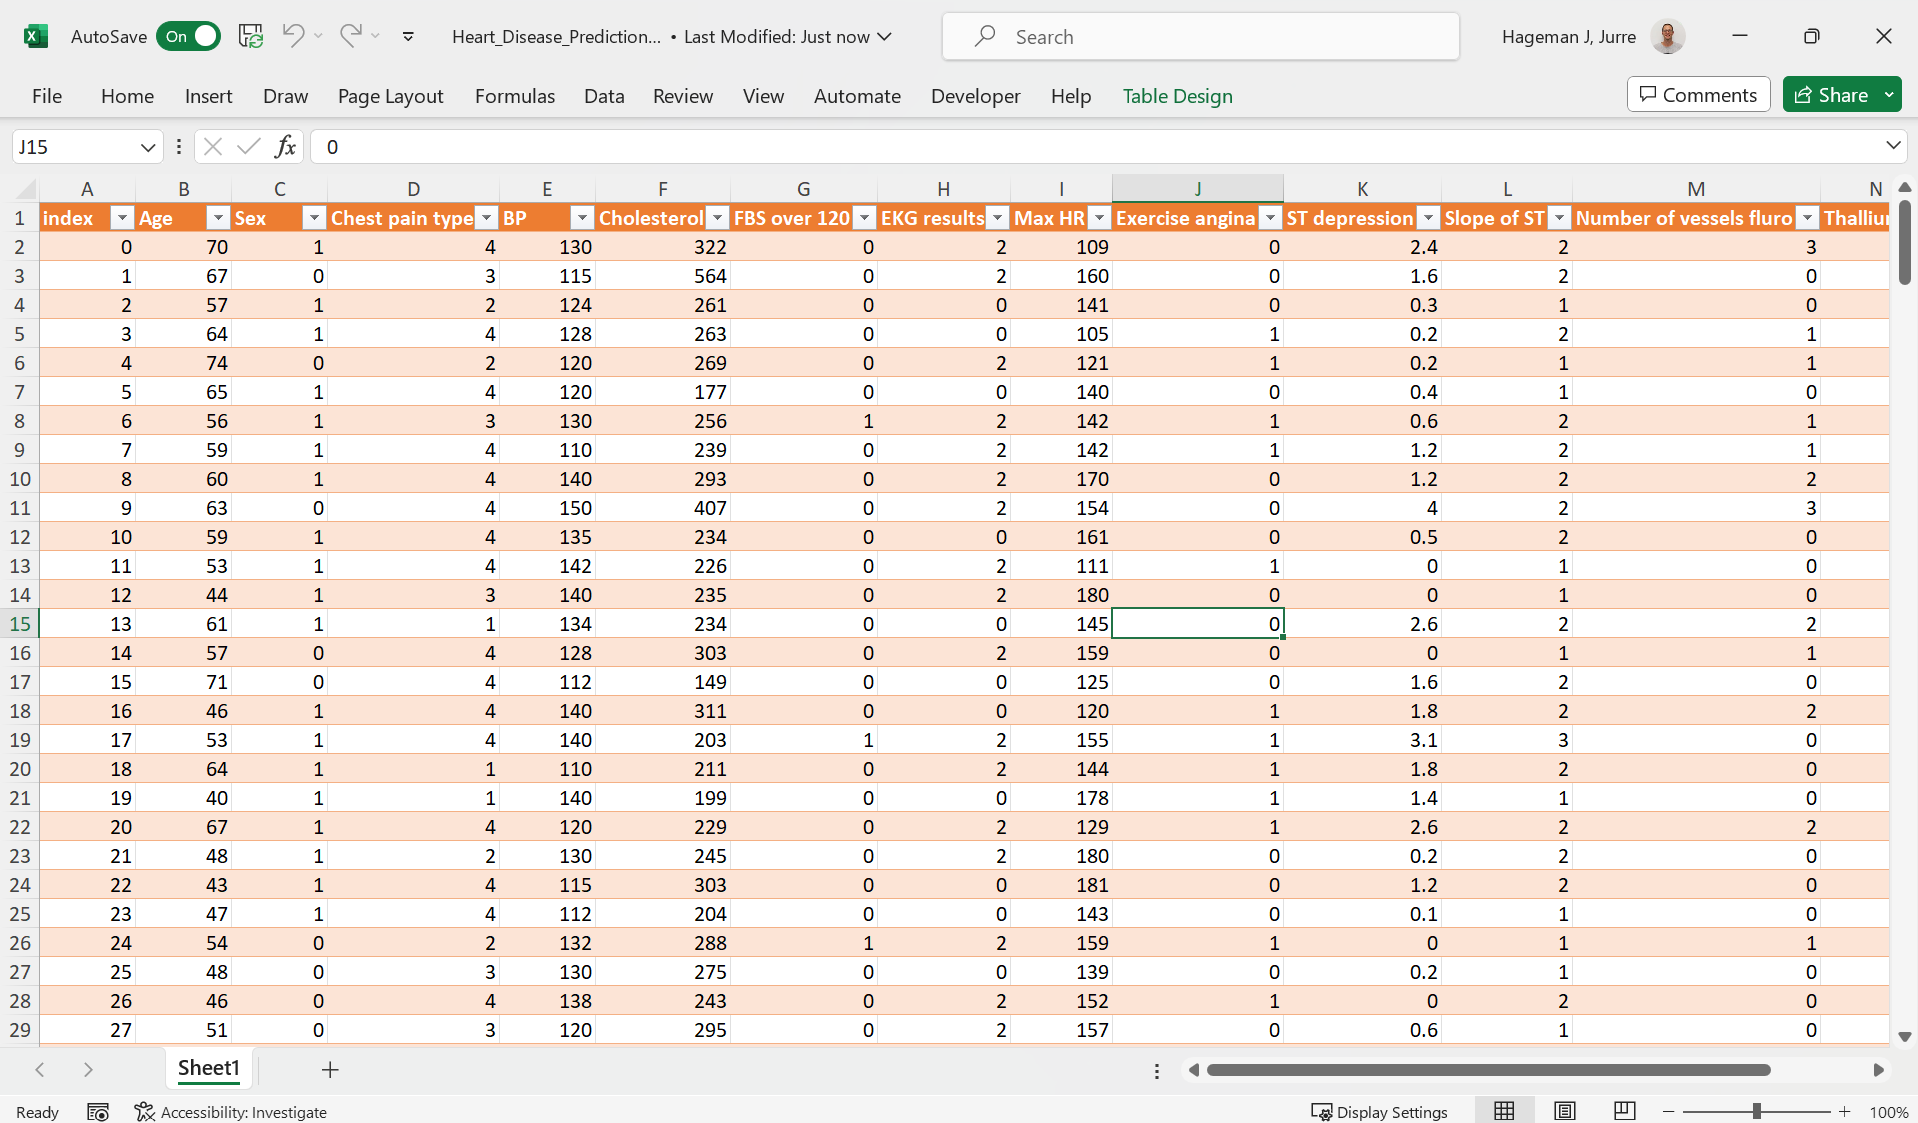 AutoSave On Heart_Disease_Prediction... • Last Modified: Just now Search Hageman J, Jurre
File Home Insert Draw Page Layout Formulas Data Review View Automate Developer Help Table Design Comments Share
J15 fx 0
A B C D E F G H I J K L M N
1 index Age Sex Chest pain type BP Cholesterol FBS over 120 EKG results Max HR Exercise angina ST depression Slope of ST Number of vessels fluro Thalliu
2 0 70 1 4 130 322 0 2 109 0 2.4 2 3
3 1 67 0 3 115 564 0 2 160 0 1.6 2 0
4 2 57 1 2 124 261 0 0 141 0 0.3 1 0
5 3 64 1 4 128 263 0 0 105 1 0.2 2 1
6 4 74 0 2 120 269 0 2 121 1 0.2 1 1
7 5 65 1 4 120 177 0 0 140 0 0.4 1 0
8 6 56 1 3 130 256 1 2 142 1 0.6 2 1
9 7 59 1 4 110 239 0 2 142 1 1.2 2 1
10 8 60 1 4 140 293 0 2 170 0 1.2 2 2
11 9 63 0 4 150 407 0 2 154 0 4 2 3
12 10 59 1 4 135 234 0 0 161 0 0.5 2 0
13 11 53 1 4 142 226 0 2 111 1 0 1 0
14 12 44 1 3 140 235 0 2 180 0 0 1 0
15 13 61 1 1 134 234 0 0 145 0 2.6 2 2
16 14 57 0 4 128 303 0 2 159 0 0 1 1
17 15 71 0 4 112 149 0 0 125 0 1.6 2 0
18 16 46 1 4 140 311 0 0 120 1 1.8 2 2
19 17 53 1 4 140 203 1 2 155 1 3.1 3 0
20 18 64 1 1 110 211 0 2 144 1 1.8 2 0
21 19 40 1 1 140 199 0 0 178 1 1.4 1 0
22 20 67 1 4 120 229 0 2 129 1 2.6 2 2
23 21 48 1 2 130 245 0 2 180 0 0.2 2 0
24 22 43 1 4 115 303 0 0 181 0 1.2 2 0
25 23 47 1 4 112 204 0 0 143 0 0.1 1 0
26 24 54 0 2 132 288 1 2 159 1 0 1 1
27 25 48 0 3 130 275 0 0 139 0 0.2 1 0
28 26 46 0 4 138 243 0 2 152 1 0 2 0
29 27 51 0 3 120 295 0 2 157 0 0.6 1 0
Sheet1
Ready Accessibility: Investigate Display Settings 100%